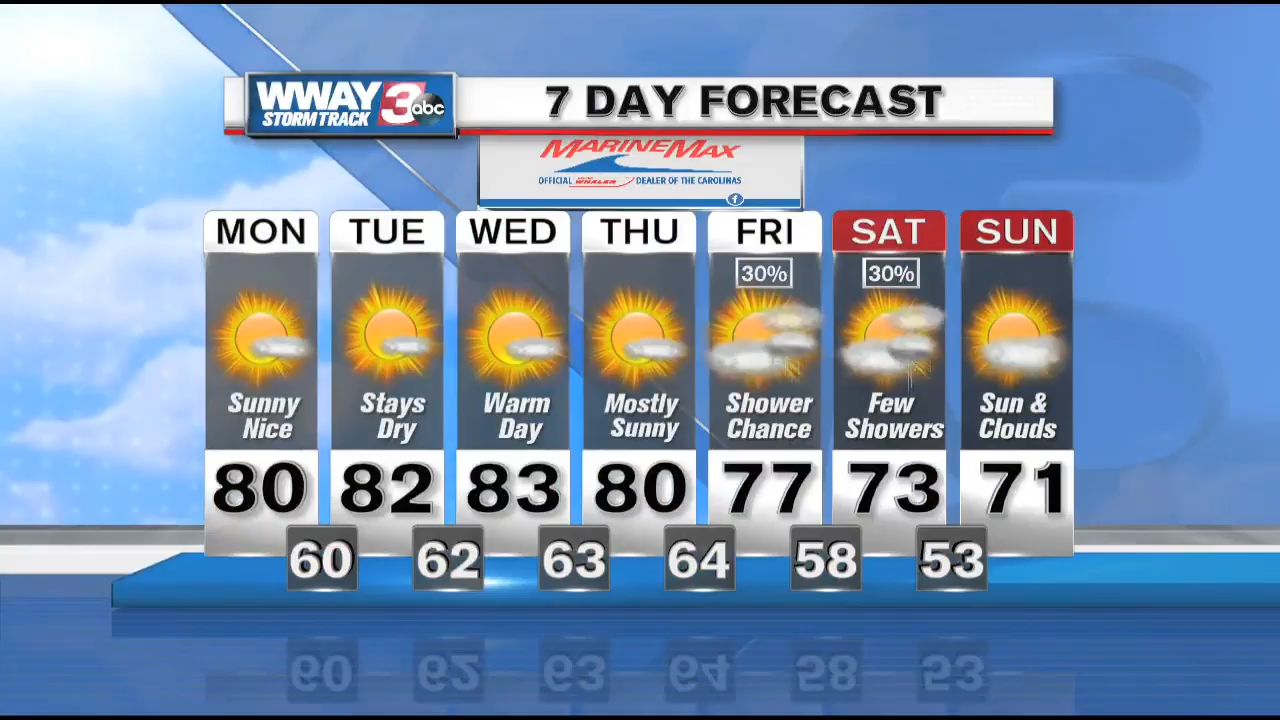 WWAY 3 abc
STORMTRACK
7 DAY FORECAST
MARINEMAX
OFFICIAL WHALER DEALER OF THE CAROLINAS
f
MON TUE WED THU FRI SAT SUN
30% 30%
Sunny Stays Warm Mostly Shower Few Sun &
Nice Dry Day Sunny Chance Showers Clouds
80 82 83 80 77 73 71
60 62 63 64 58 53